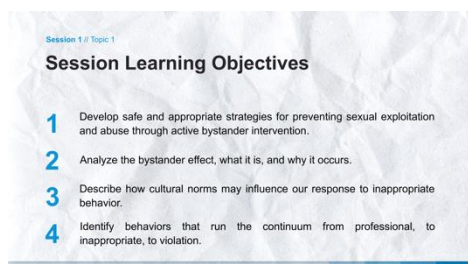 Session 1 // Topic 1
Session Learning Objectives
1 Develop safe and appropriate strategies for preventing sexual exploitation
and abuse through active bystander intervention.
2 Analyze the bystander effect, what it is, and why it occurs.
3 Describe how cultural norms may influence our response to inappropriate
behavior.
4 Identify behaviors that run the continuum from professional, to
inappropriate, to violation.